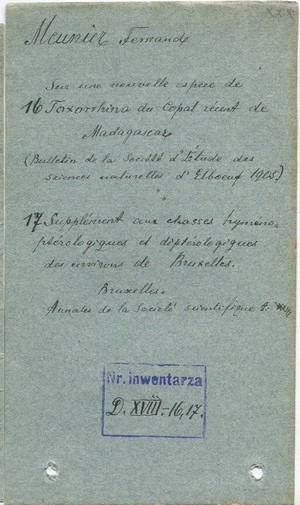 Meunier Fernand
Sur une nouvelle espèce de
16 Toxorrhina du Copal récent de
Madagascar
(Bulletin de la Société d'Étude des
sciences naturelles d'Elboeuf 1905)
17 Supplément aux chasses hyméno-
ptérologiques et diptérologiques
des environs de Bruxelles.
Bruxelles.
Annales de la Société scientifique
Nr. inwentarza
D. XVIII.-16,17.